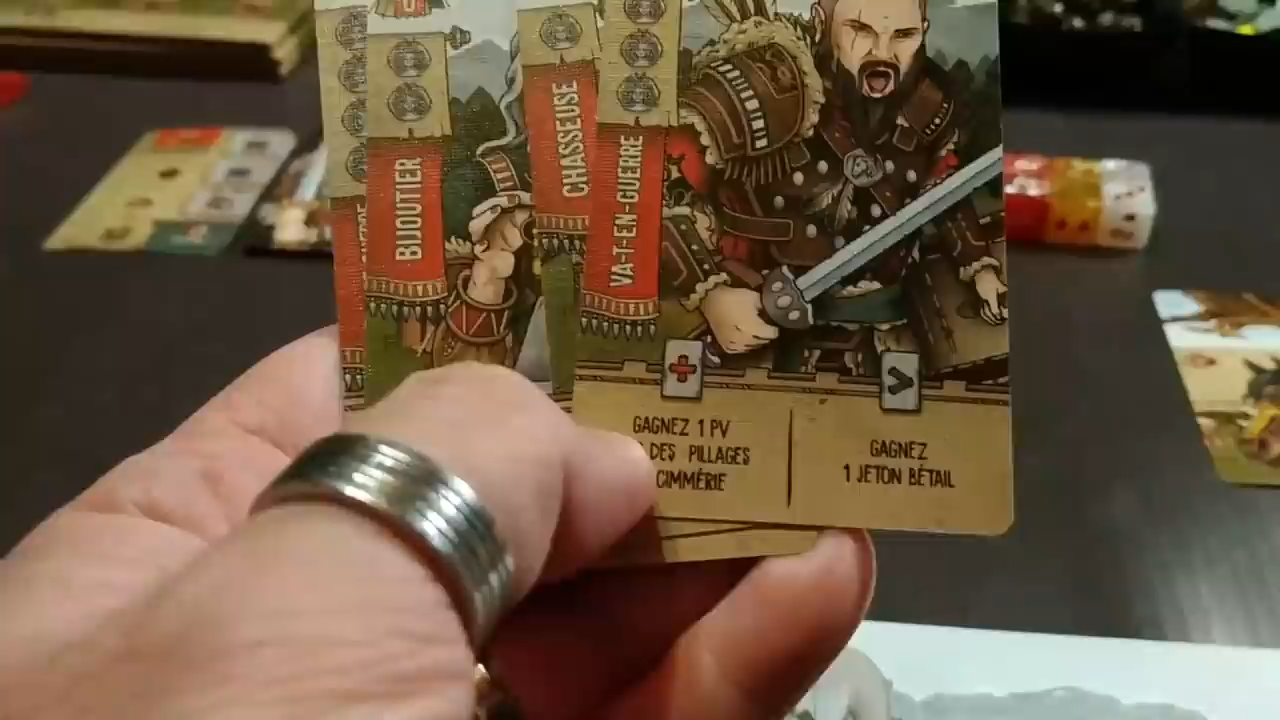 BIJOUTIER
CHASSEUSE
VA-T-EN-GUERRE
GAGNEZ 1 PV
DES PILLAGES
CIMMÉRIE
GAGNEZ
1 JETON BÉTAIL